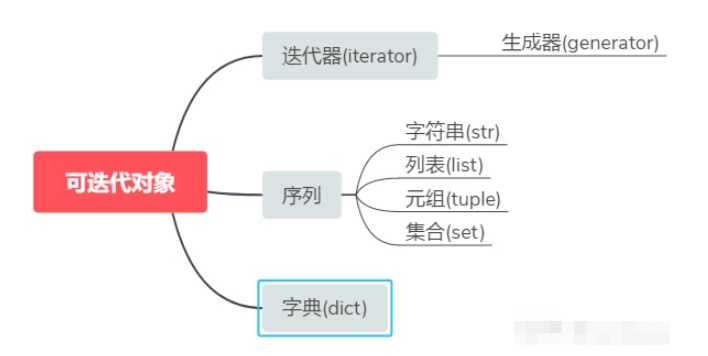 迭代器(iterator)
生成器(generator)
可迭代对象
序列
字符串(str)
列表(list)
元组(tuple)
集合(set)
字典(dict)